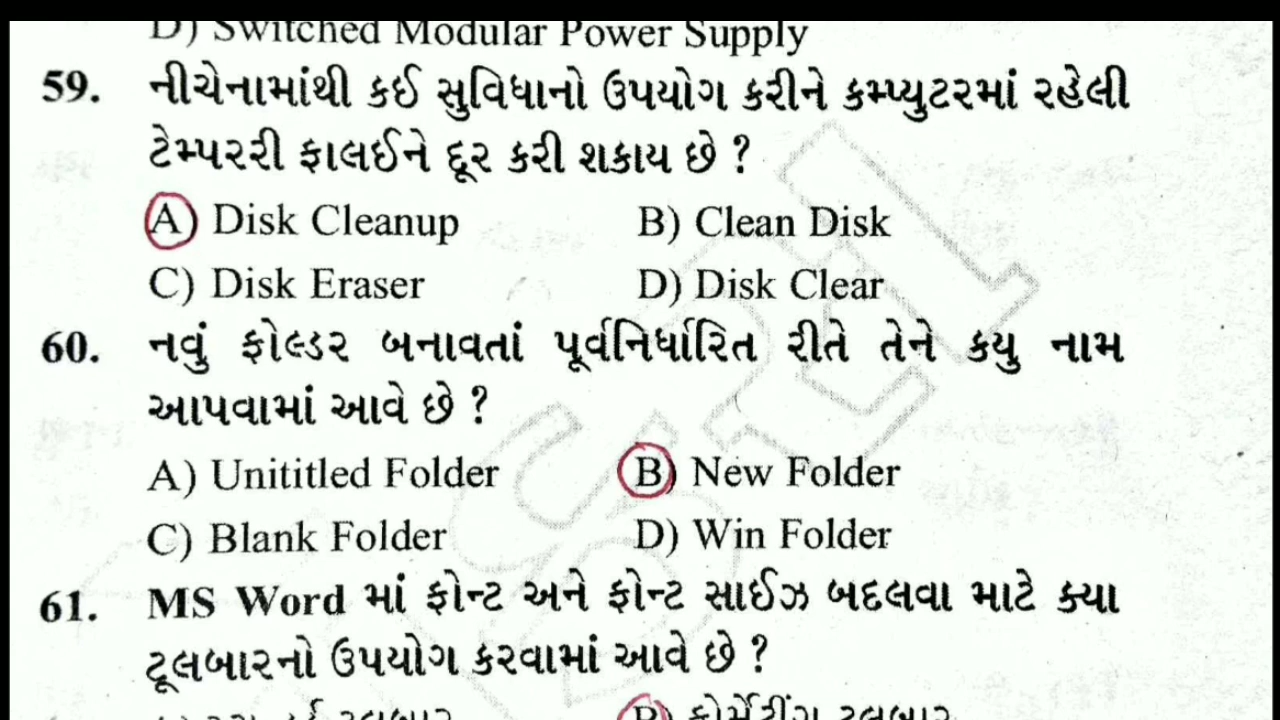 D) Switched Modular Power Supply
59. નીચેનામાંથી કઈ સુવિધાનો ઉપયોગ કરીને કમ્પ્યુટરમાં રહેલી
ટેમ્પરરી ફાલઈને દૂર કરી શકાય છે ?
A) Disk Cleanup B) Clean Disk
C) Disk Eraser D) Disk Clear
60. નવું ફોલ્ડર બનાવતાં પૂર્વનિર્ધારિત રીતે તેને કયુ નામ
આપવામાં આવે છે ?
A) Unititled Folder B) New Folder
C) Blank Folder D) Win Folder
61. MS Word માં ફોન્ટ અને ફોન્ટ સાઈઝ બદલવા માટે ક્યા
ટૂલબારનો ઉપયોગ કરવામાં આવે છે ?
B) ફોર્મેટીંગ ટૂલબાર